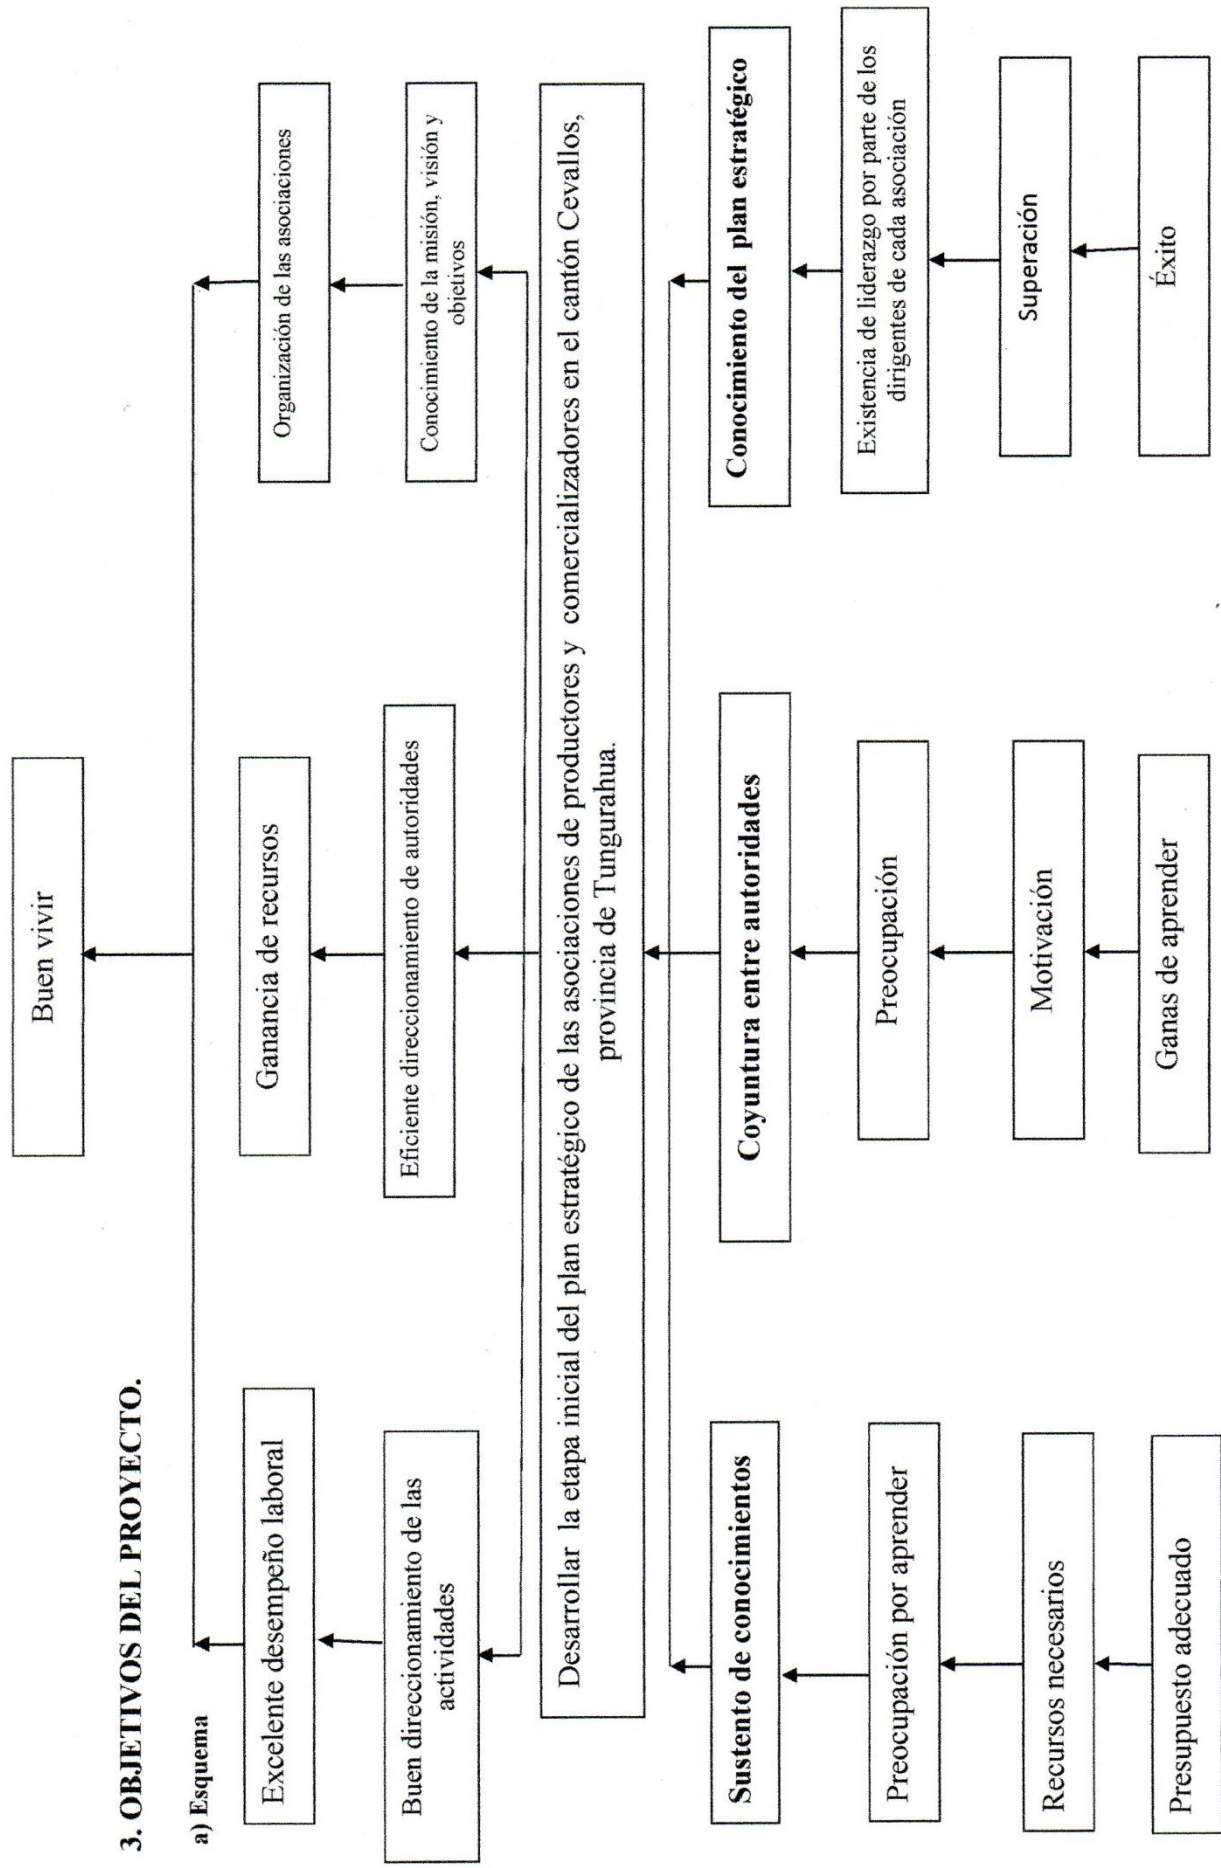 3. OBJETIVOS DEL PROYECTO.
a) Esquema
Buen vivir
Excelente desempeño laboral
Ganancia de recursos
Organización de las asociaciones
Buen direccionamiento de las
actividades
Eficiente direccionamiento de autoridades
Conocimiento de la misión, visión y
objetivos
Desarrollar la etapa inicial del plan estratégico de las asociaciones de productores y comercializadores en el cantón Cevallos,
provincia de Tungurahua.
Sustento de conocimientos
Coyuntura entre autoridades
Conocimiento del plan estratégico
Preocupación por aprender
Preocupación
Existencia de liderazgo por parte de los
dirigentes de cada asociación
Recursos necesarios
Motivación
Superación
Presupuesto adecuado
Ganas de aprender
Éxito